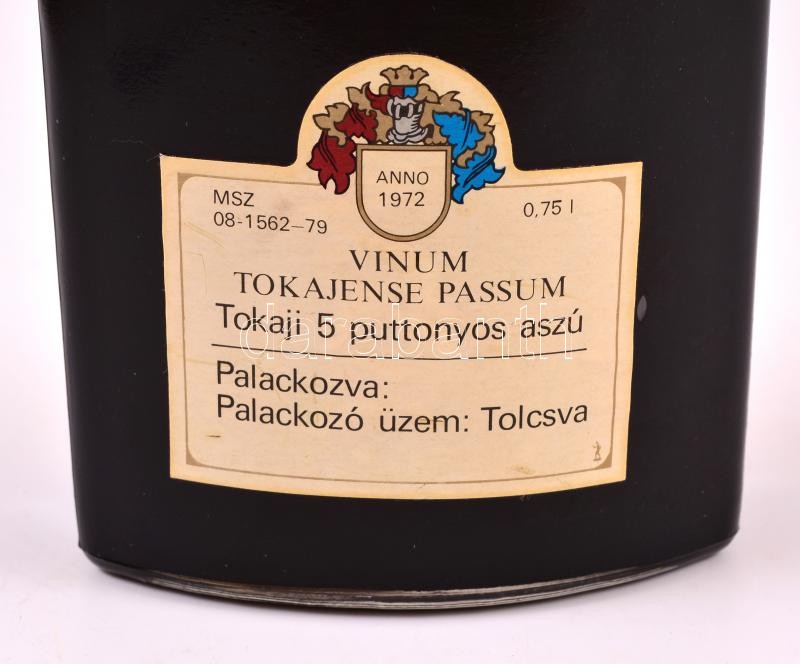 ANNO
1972
MSZ
08-1562-79
0,75 l
VINUM
TOKAJENSE PASSUM
Tokaji 5 puttonyos aszú
darabanth
Palackozva:
Palackozó üzem: Tolcsva